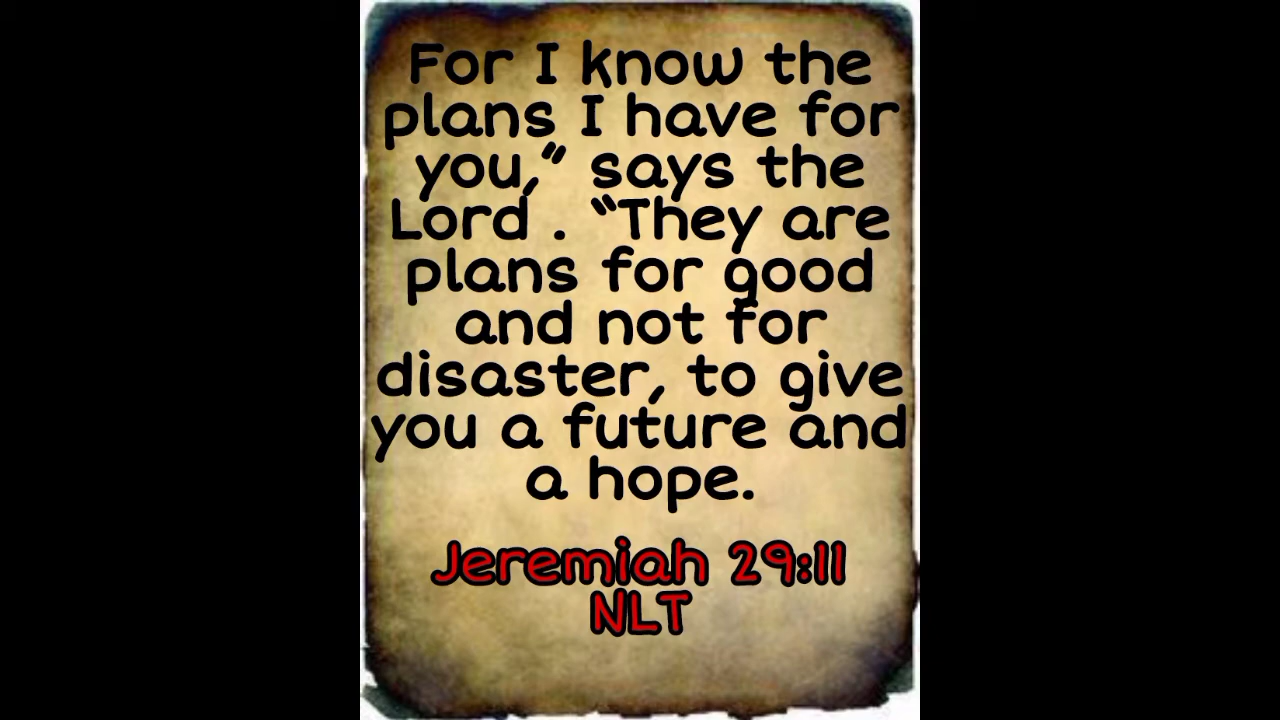 For I know the
plans I have for
you,” says the
Lord . “They are
plans for good
and not for
disaster, to give
you a future and
a hope.
Jeremiah 29:11
NLT